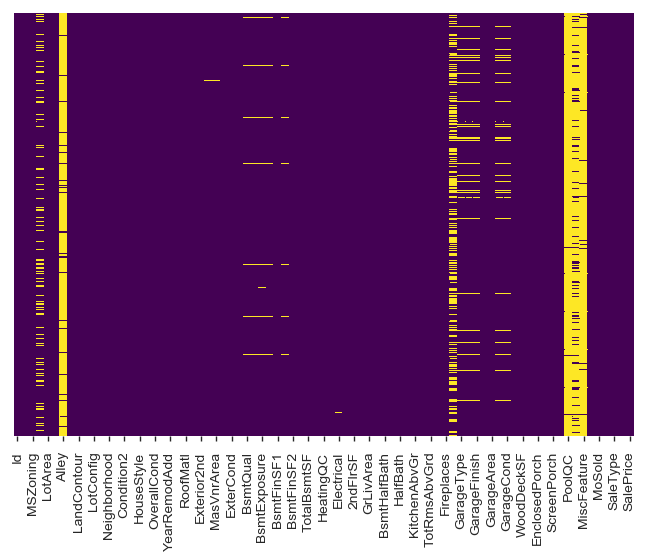 Id
MSZoning
LotArea
Alley
LandContour
LotConfig
Neighborhood
Condition2
HouseStyle
OverallCond
YearRemodAdd
RoofMatl
Exterior2nd
MasVnrArea
ExterCond
BsmtQual
BsmtExposure
BsmtFinSF1
BsmtFinSF2
TotalBsmtSF
HeatingQC
Electrical
2ndFlrSF
GrLivArea
BsmtHalfBath
HalfBath
KitchenAbvGr
TotRmsAbvGrd
Fireplaces
GarageType
GarageFinish
GarageArea
GarageCond
WoodDeckSF
EnclosedPorch
ScreenPorch
PoolQC
MiscFeature
MoSold
SaleType
SalePrice